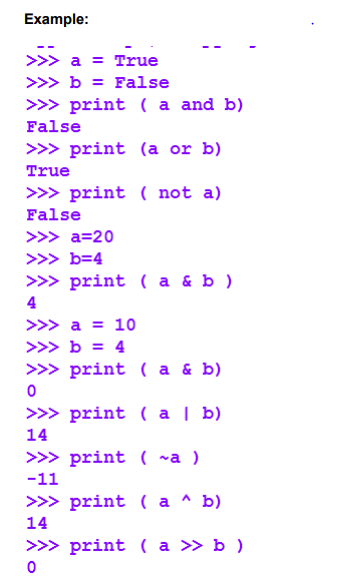 Example:
>>> a = True
>>> b = False
>>> print ( a and b)
False
>>> print (a or b)
True
>>> print ( not a)
False
>>> a=20
>>> b=4
>>> print ( a & b )
4
>>> a = 10
>>> b = 4
>>> print ( a & b)
0
>>> print ( a | b)
14
>>> print ( ~a )
-11
>>> print ( a ^ b)
14
>>> print ( a >> b )
0